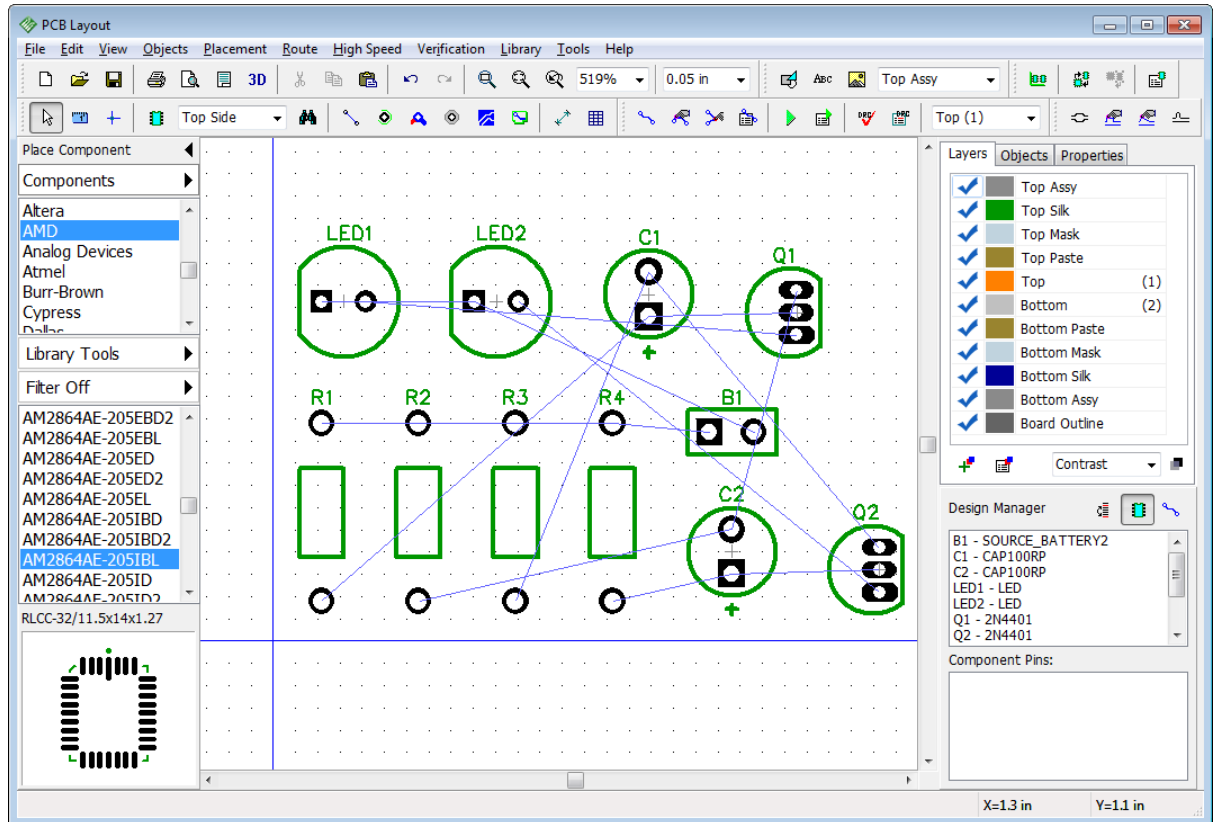 PCB Layout
File Edit View Objects Placement Route High Speed Verification Library Tools Help
3D 519% 0.05 in ABC Top Assy
Top Side DRC DRC Top (1)
Place Component
Components
Altera
AMD
Analog Devices
Atmel
Burr-Brown
Cypress
Dallas
Library Tools
Filter Off
AM2864AE-205EBD2
AM2864AE-205EBL
AM2864AE-205ED
AM2864AE-205ED2
AM2864AE-205EL
AM2864AE-205IBD
AM2864AE-205IBD2
AM2864AE-205IBL
AM2864AE-205ID
AM2864AE-205ID2
RLCC-32/11.5x14x1.27
LED1 LED2 C1 Q1
+
R1 R2 R3 R4 B1
C2 Q2
+
Layers Objects Properties
Top Assy
Top Silk
Top Mask
Top Paste
Top (1)
Bottom (2)
Bottom Paste
Bottom Mask
Bottom Silk
Bottom Assy
Board Outline
Contrast
Design Manager
B1 - SOURCE_BATTERY2
C1 - CAP100RP
C2 - CAP100RP
LED1 - LED
LED2 - LED
Q1 - 2N4401
Q2 - 2N4401
Component Pins:
X=1.3 in Y=1.1 in